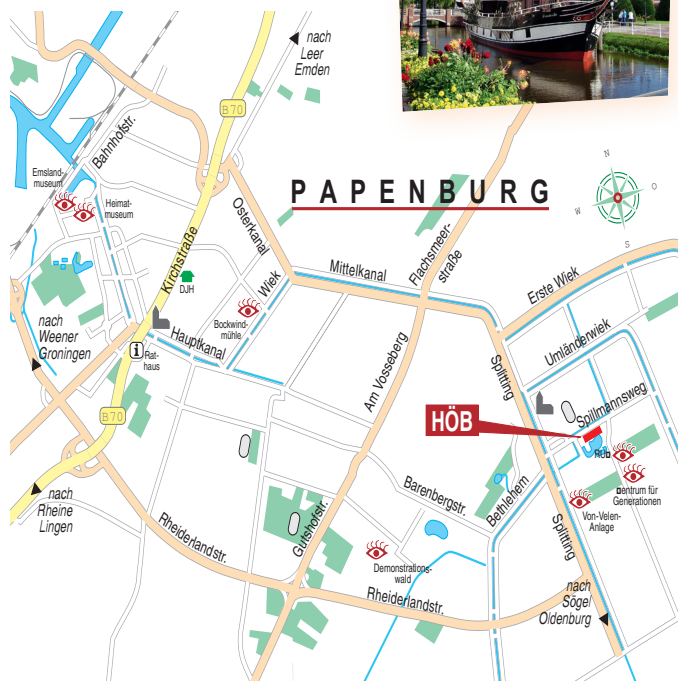 nach
Leer
Emden
B70
Bahnhofstr.
Emsland-
museum
Heimat-
museum
PAPENBURG
N
W
O
S
Osterkanal
Kirchstraße
Flachsmeer-
straße
Mittelkanal
Erste Wiek
DJH
Wiek
Bockwind-
mühle
nach
Weener
Groningen
Hauptkanal
i
Rat-
haus
Umländerwiek
Splitting
Am Vosseberg
Spillmannsweg
B70
HÖB
Zentrum für
Generationen
Barenbergstr.
Bethlehem
Von-Velen-
Anlage
nach
Rheine
Lingen
Rheiderlandstr.
Gutshofstr.
Splitting
Demonstrations-
wald
Rheiderlandstr.
nach
Sögel
Oldenburg